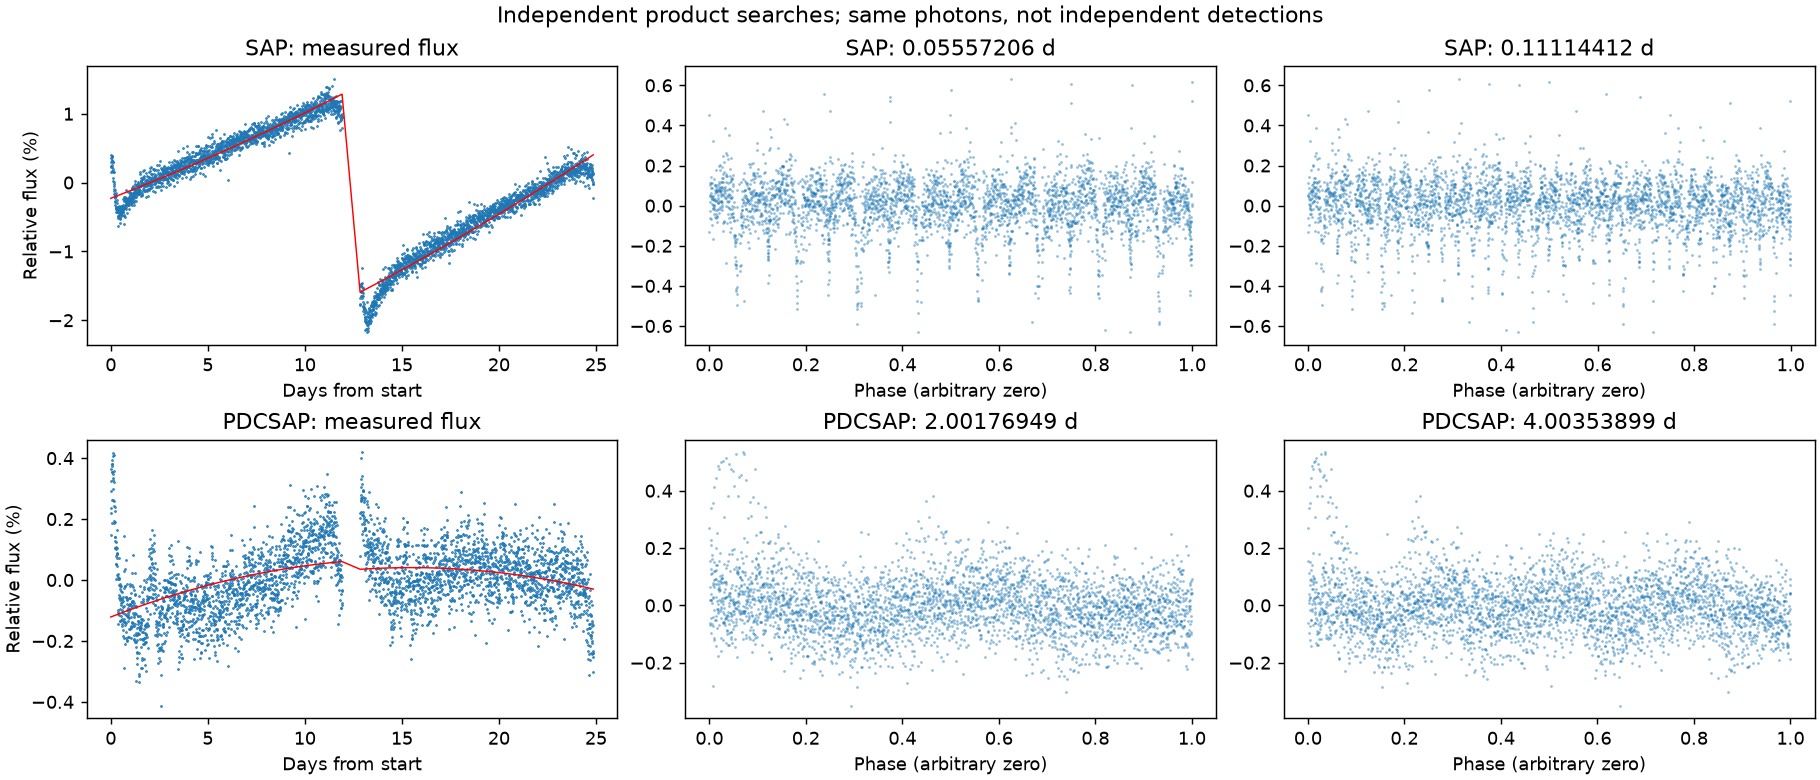 Independent product searches; same photons, not independent detections
SAP: measured flux
SAP: 0.05557206 d
SAP: 0.11114412 d
Relative flux (%)
1
0
−1
−2
0 5 10 15 20 25
Days from start
0.6
0.4
0.2
0.0
−0.2
−0.4
−0.6
0.0 0.2 0.4 0.6 0.8 1.0
Phase (arbitrary zero)
0.6
0.4
0.2
0.0
−0.2
−0.4
−0.6
0.0 0.2 0.4 0.6 0.8 1.0
Phase (arbitrary zero)
PDCSAP: measured flux
PDCSAP: 2.00176949 d
PDCSAP: 4.00353899 d
Relative flux (%)
0.4
0.2
0.0
−0.2
−0.4
0 5 10 15 20 25
Days from start
0.4
0.2
0.0
−0.2
0.0 0.2 0.4 0.6 0.8 1.0
Phase (arbitrary zero)
0.4
0.2
0.0
−0.2
0.0 0.2 0.4 0.6 0.8 1.0
Phase (arbitrary zero)